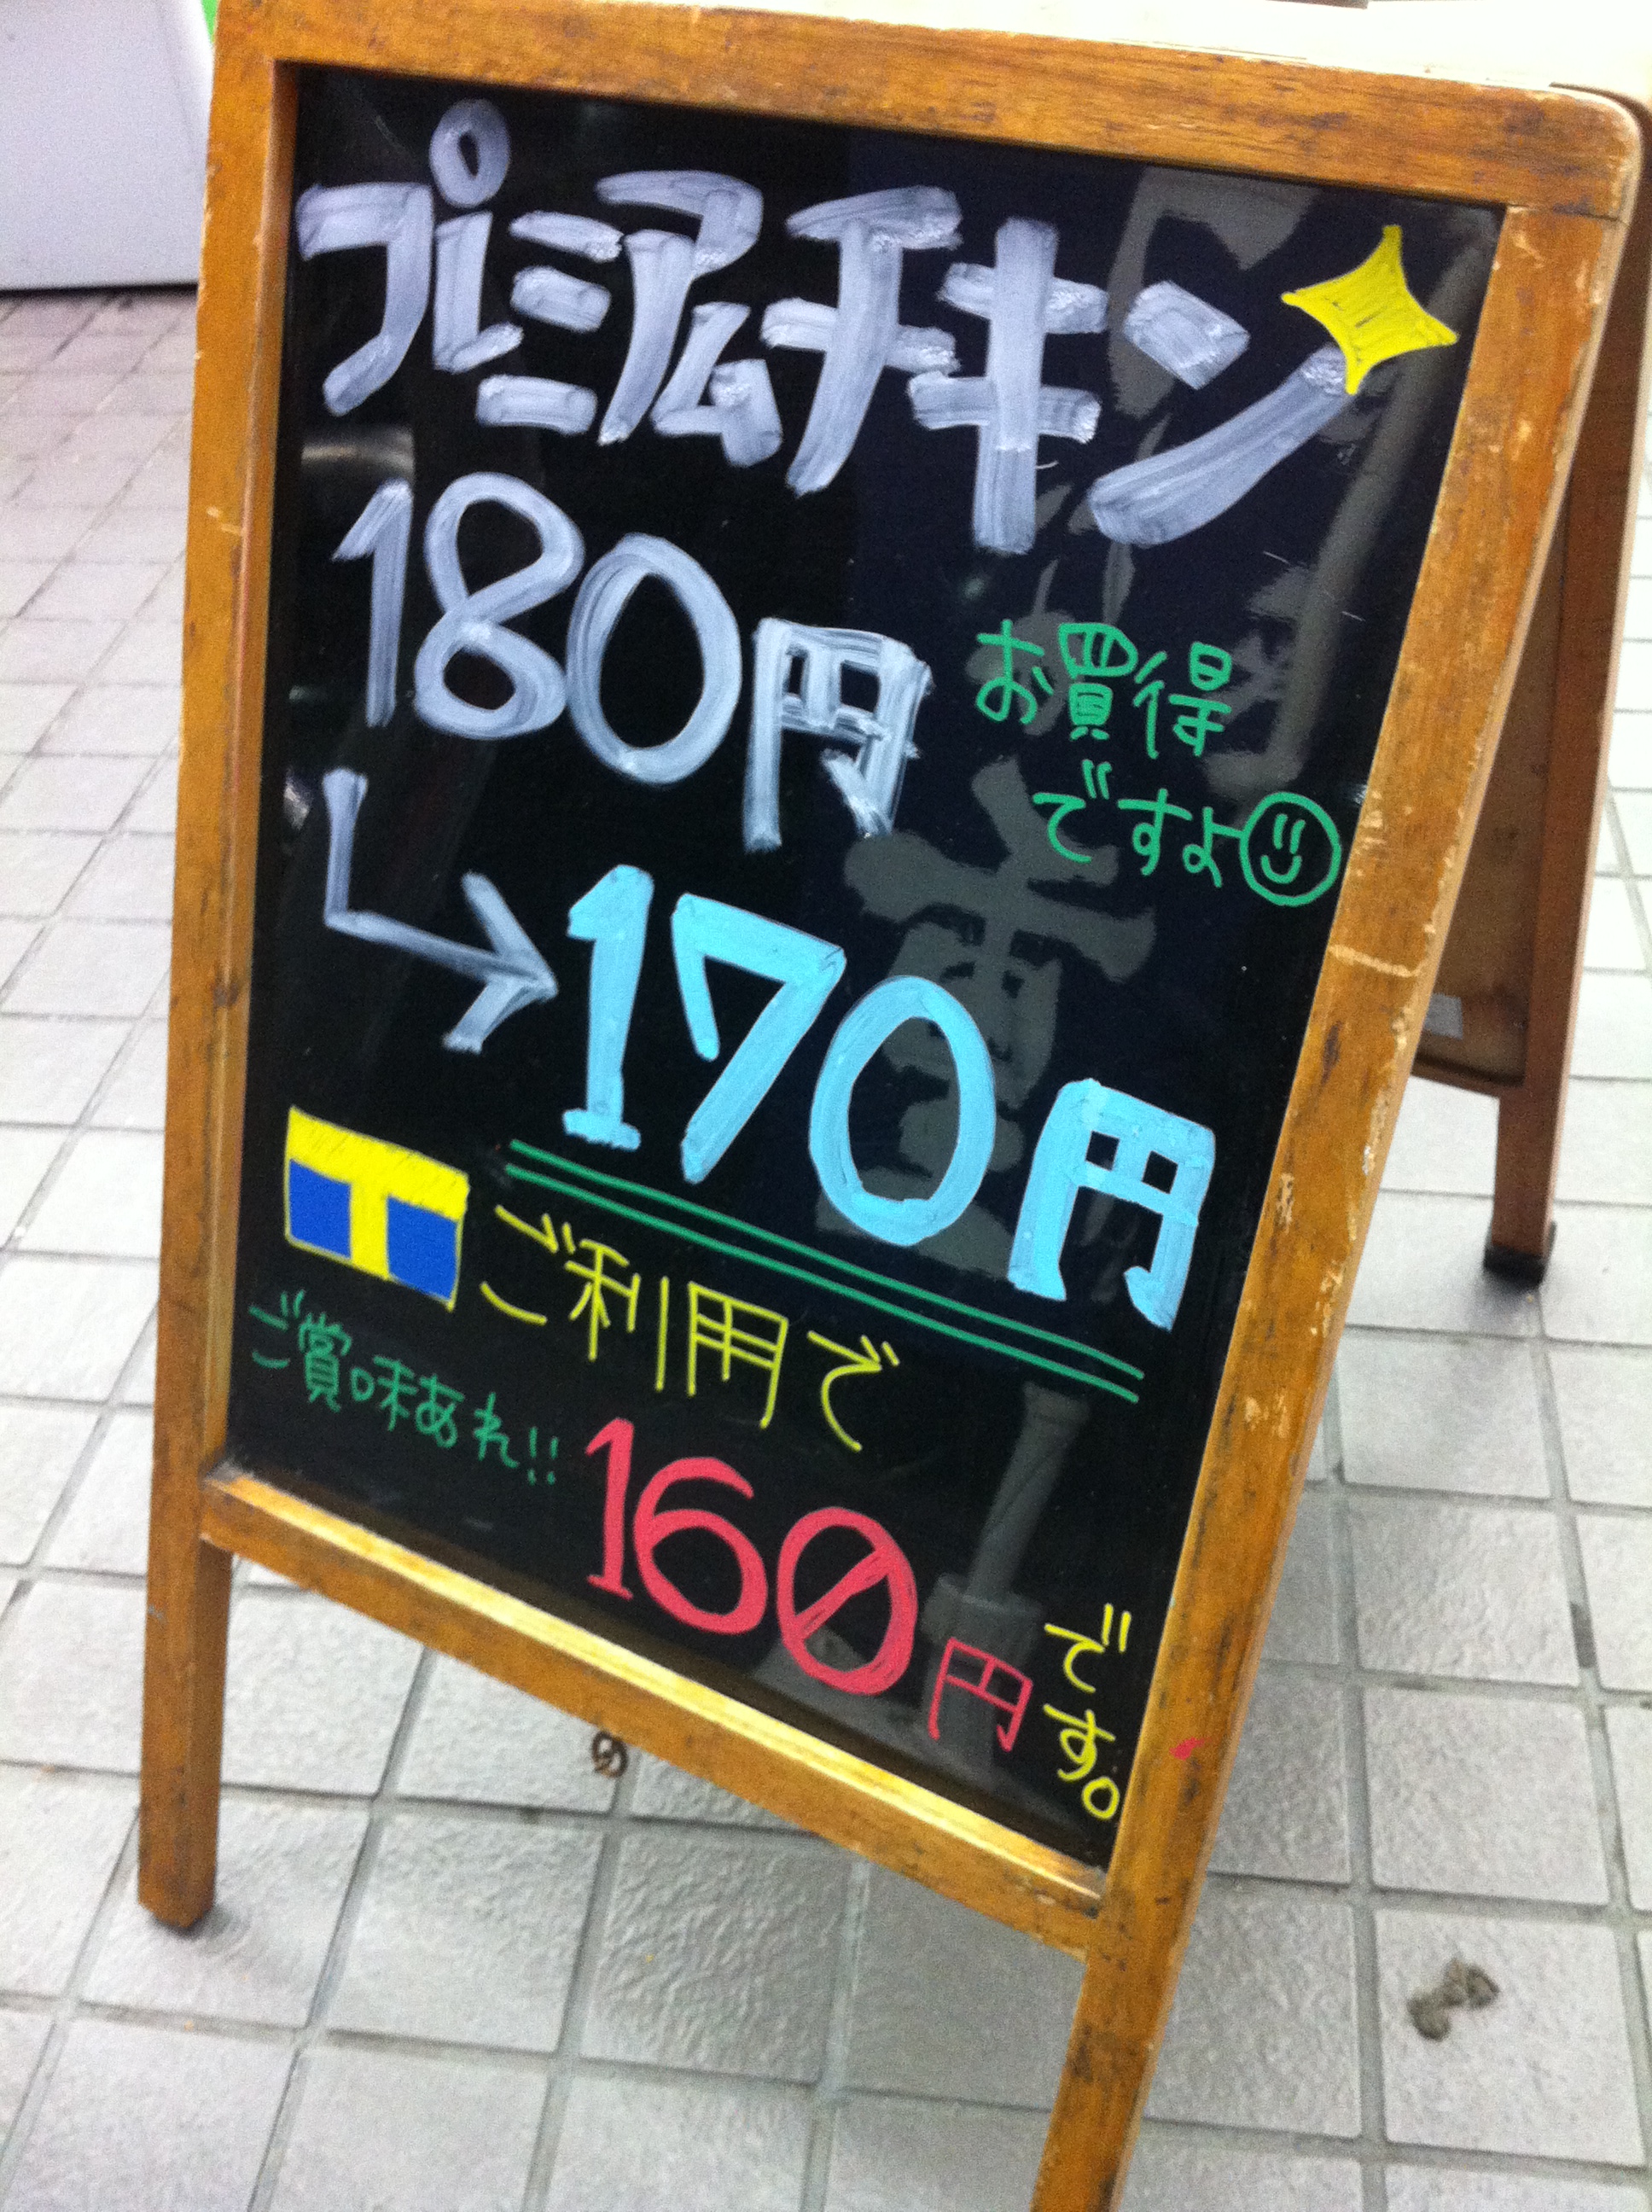 プレミアムチキン
180円
お買得
ですよ
170円
T ご利用で
ご賞味あれ!!
160円です。